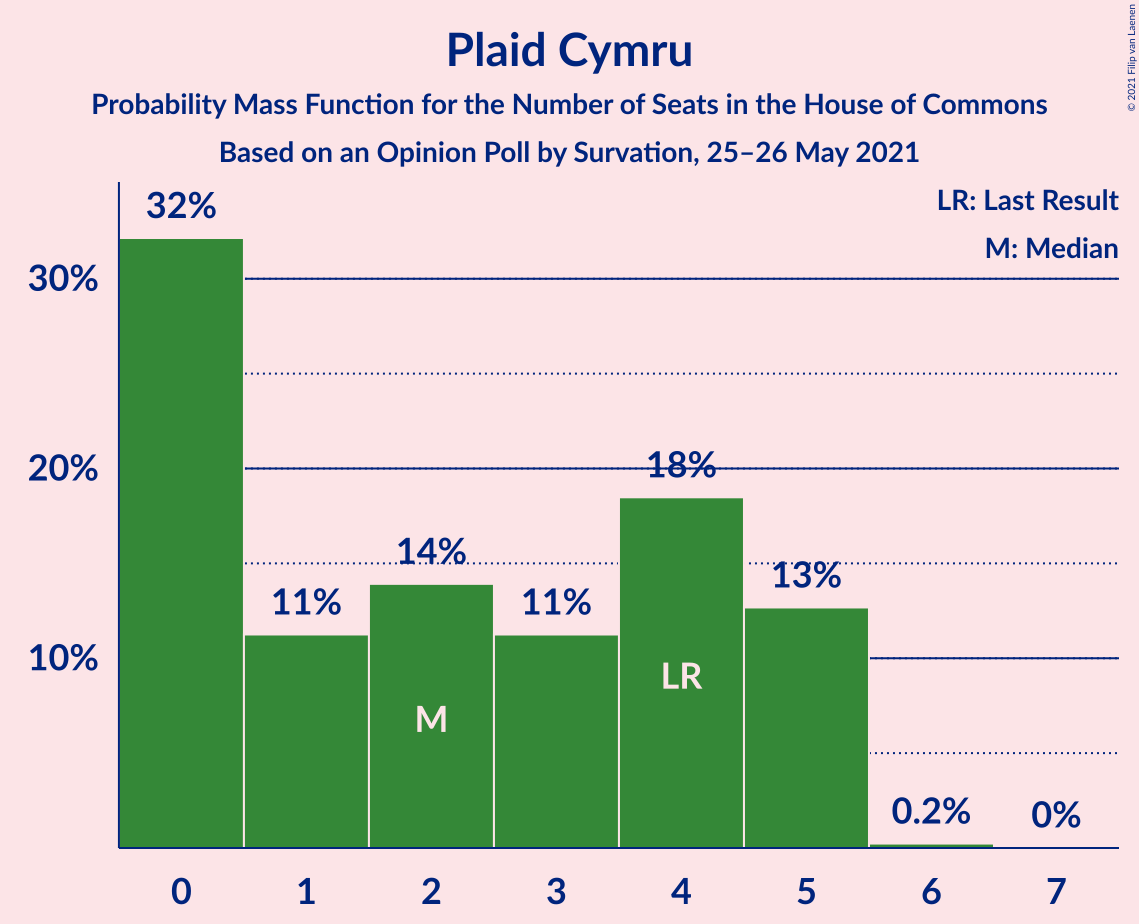 Plaid Cymru
Probability Mass Function for the Number of Seats in the House of Commons
Based on an Opinion Poll by Survation, 25–26 May 2021
© 2021 Filip van Laenen
LR: Last Result
M: Median
32%
30%
20%
18%
14%
13%
11%
11%
10%
LR
M
0.2%
0%
0 1 2 3 4 5 6 7